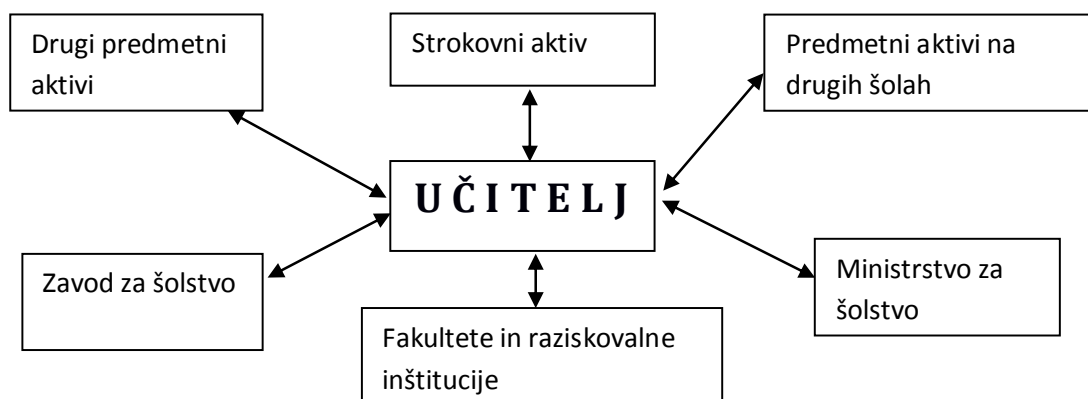 Drugi predmetni
aktivi
Strokovni aktiv
Predmetni aktivi na
drugih šolah
U Č I T E L J
Zavod za šolstvo
Ministrstvo za
šolstvo
Fakultete in raziskovalne
inštitucije